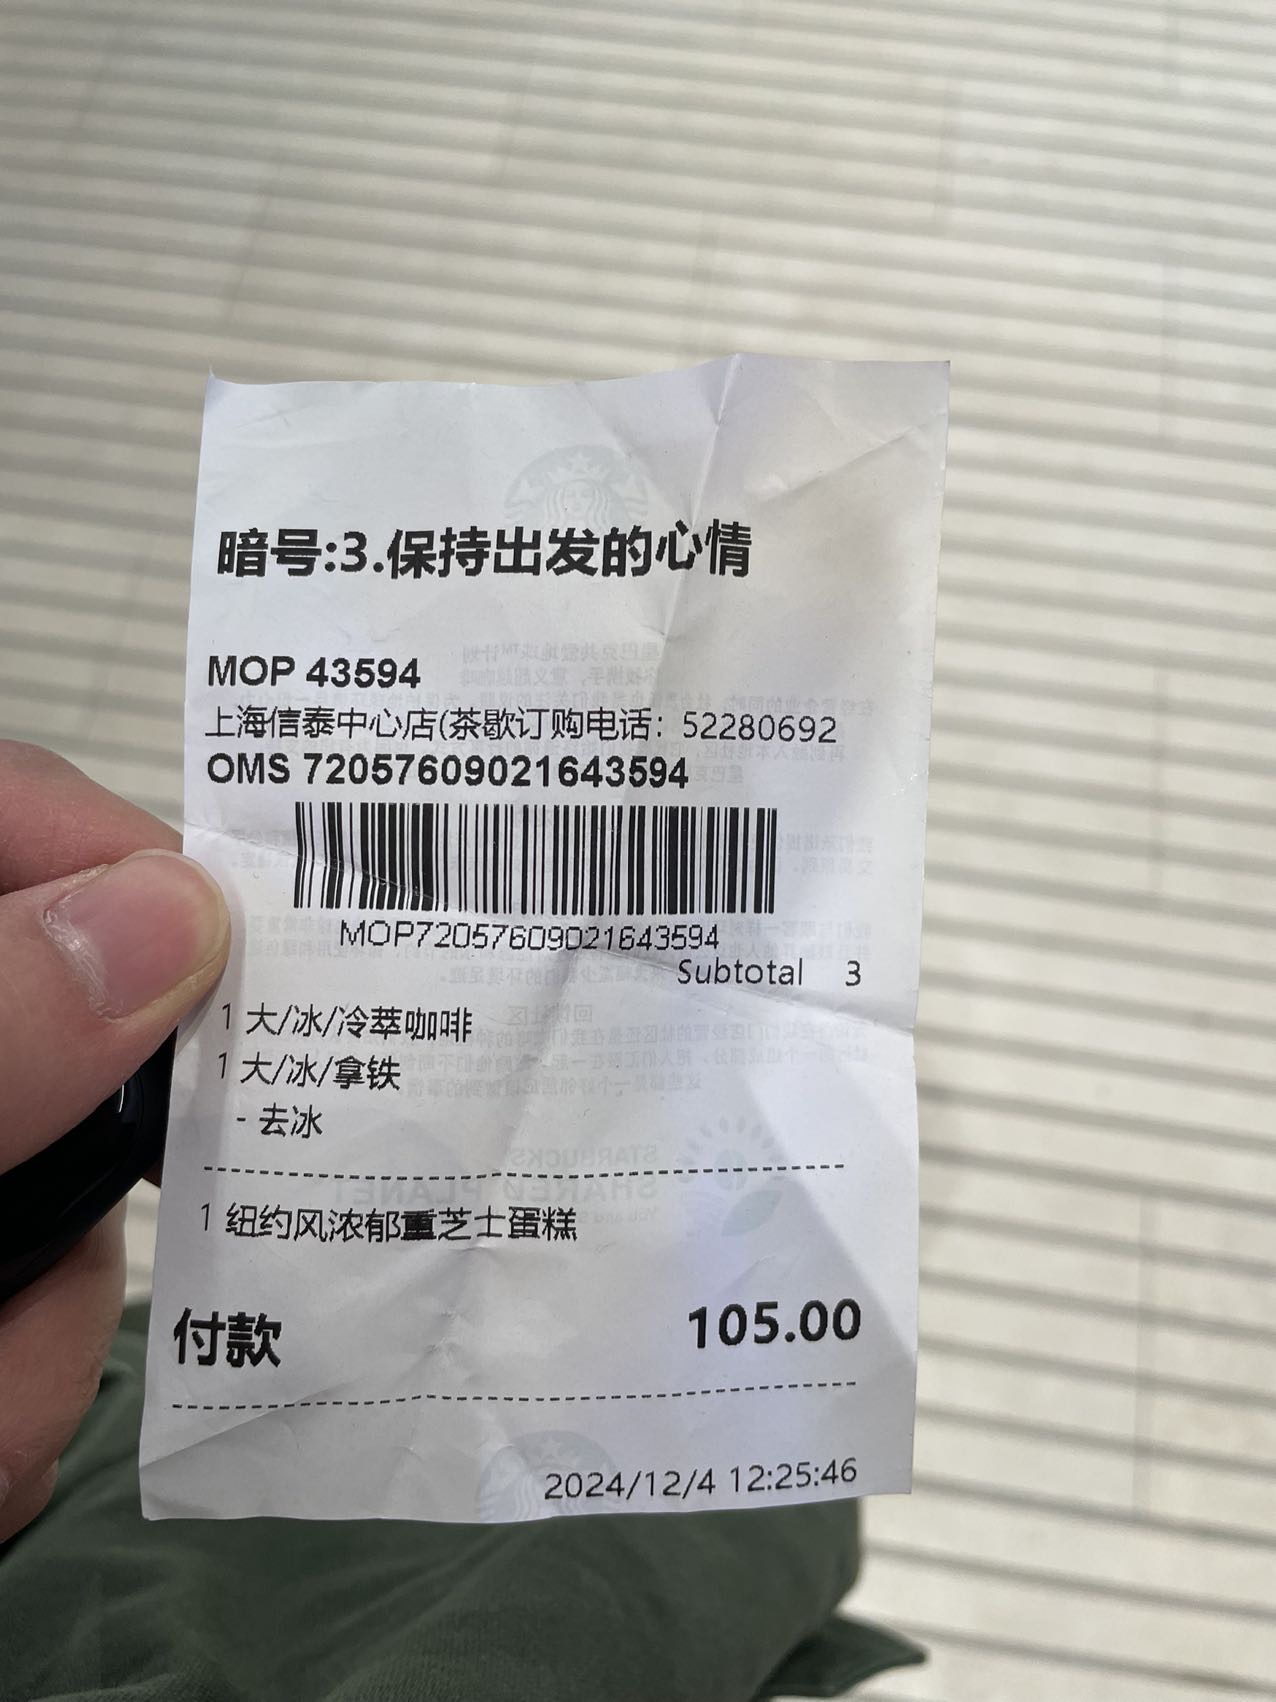 暗号:3.保持出发的心情
MOP 43594
上海信泰中心店(茶歇订购电话：52280692
OMS 72057609021643594
MOP72057609021643594
Subtotal 3
1 大/冰/冷萃咖啡
1 大/冰/拿铁
- 去冰
1 纽约风浓郁重芝士蛋糕
付款 105.00
2024/12/4 12:25:46